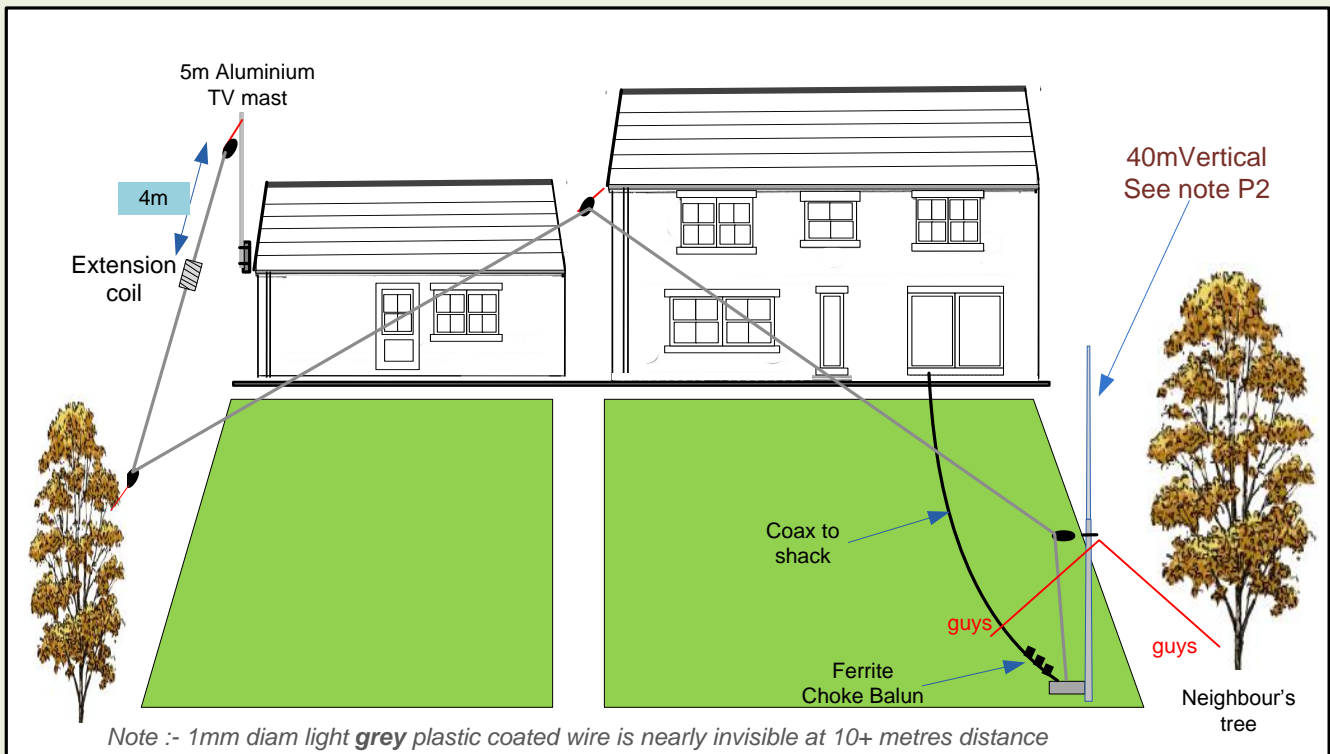 5m Aluminium
TV mast
4m
Extension
coil
40mVertical
See note P2
Coax to
shack
guys
guys
Ferrite
Choke Balun
Neighbour's
tree
Note :- 1mm diam light grey plastic coated wire is nearly invisible at 10+ metres distance